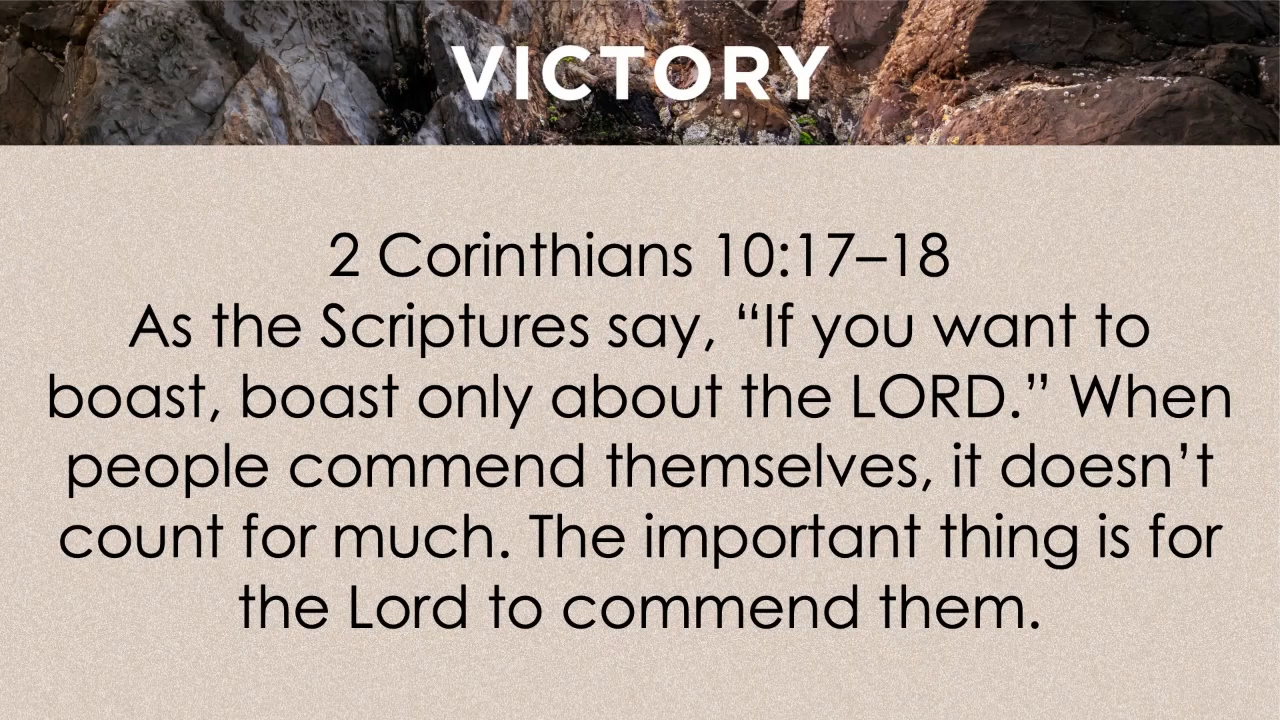 VICTORY
2 Corinthians 10:17–18
As the Scriptures say, “If you want to
boast, boast only about the LORD.” When
people commend themselves, it doesn’t
count for much. The important thing is for
the Lord to commend them.